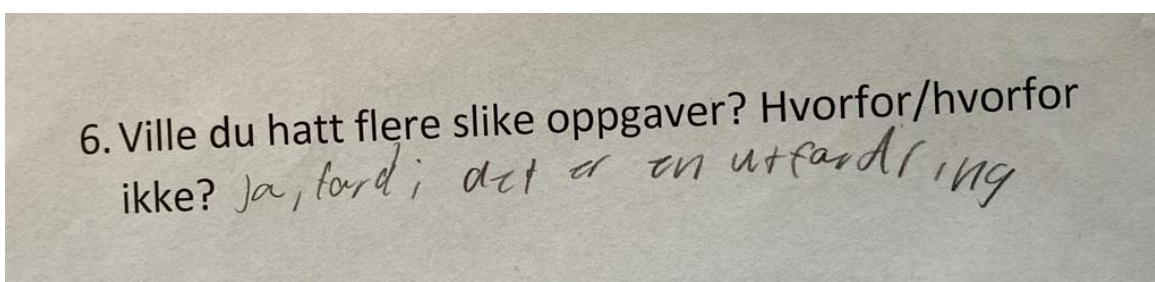 6. Ville du hatt flere slike oppgaver? Hvorfor/hvorfor
ikke? Ja, fordi det er en utfordring